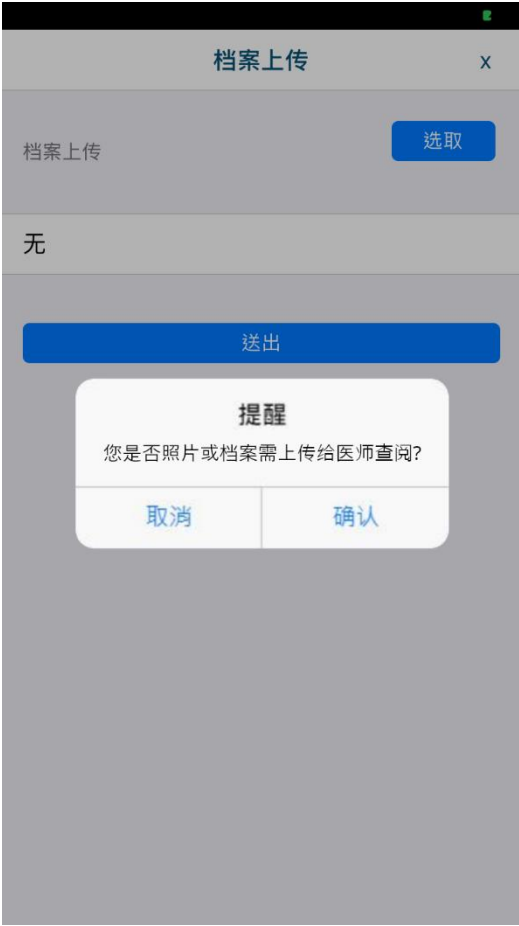 档案上传
x
档案上传
选取
无
送出
提醒
您是否照片或档案需上传给医师查阅?
取消
确认